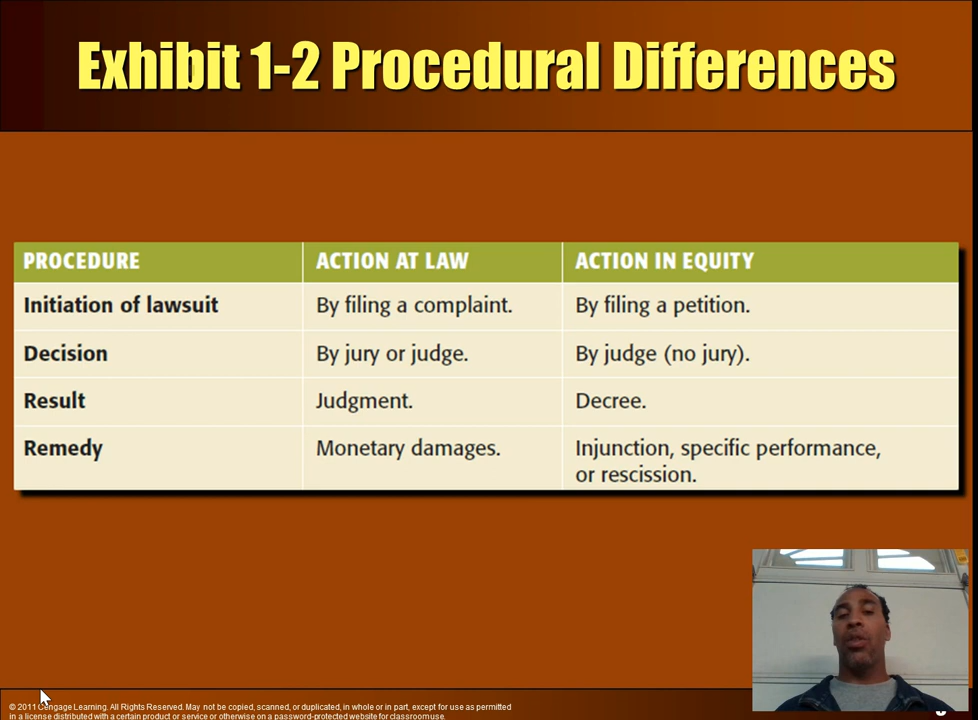 Exhibit 1-2 Procedural Differences
PROCEDURE ACTION AT LAW ACTION IN EQUITY
Initiation of lawsuit By filing a complaint. By filing a petition.
Decision By jury or judge. By judge (no jury).
Result Judgment. Decree.
Remedy Monetary damages. Injunction, specific performance,
or rescission.
© 2011 Cengage Learning. All Rights Reserved. May not be copied, scanned, or duplicated, in whole or in part, except for use as permitted
in a license distributed with a certain product or service or otherwise on a password-protected website for classroom use.